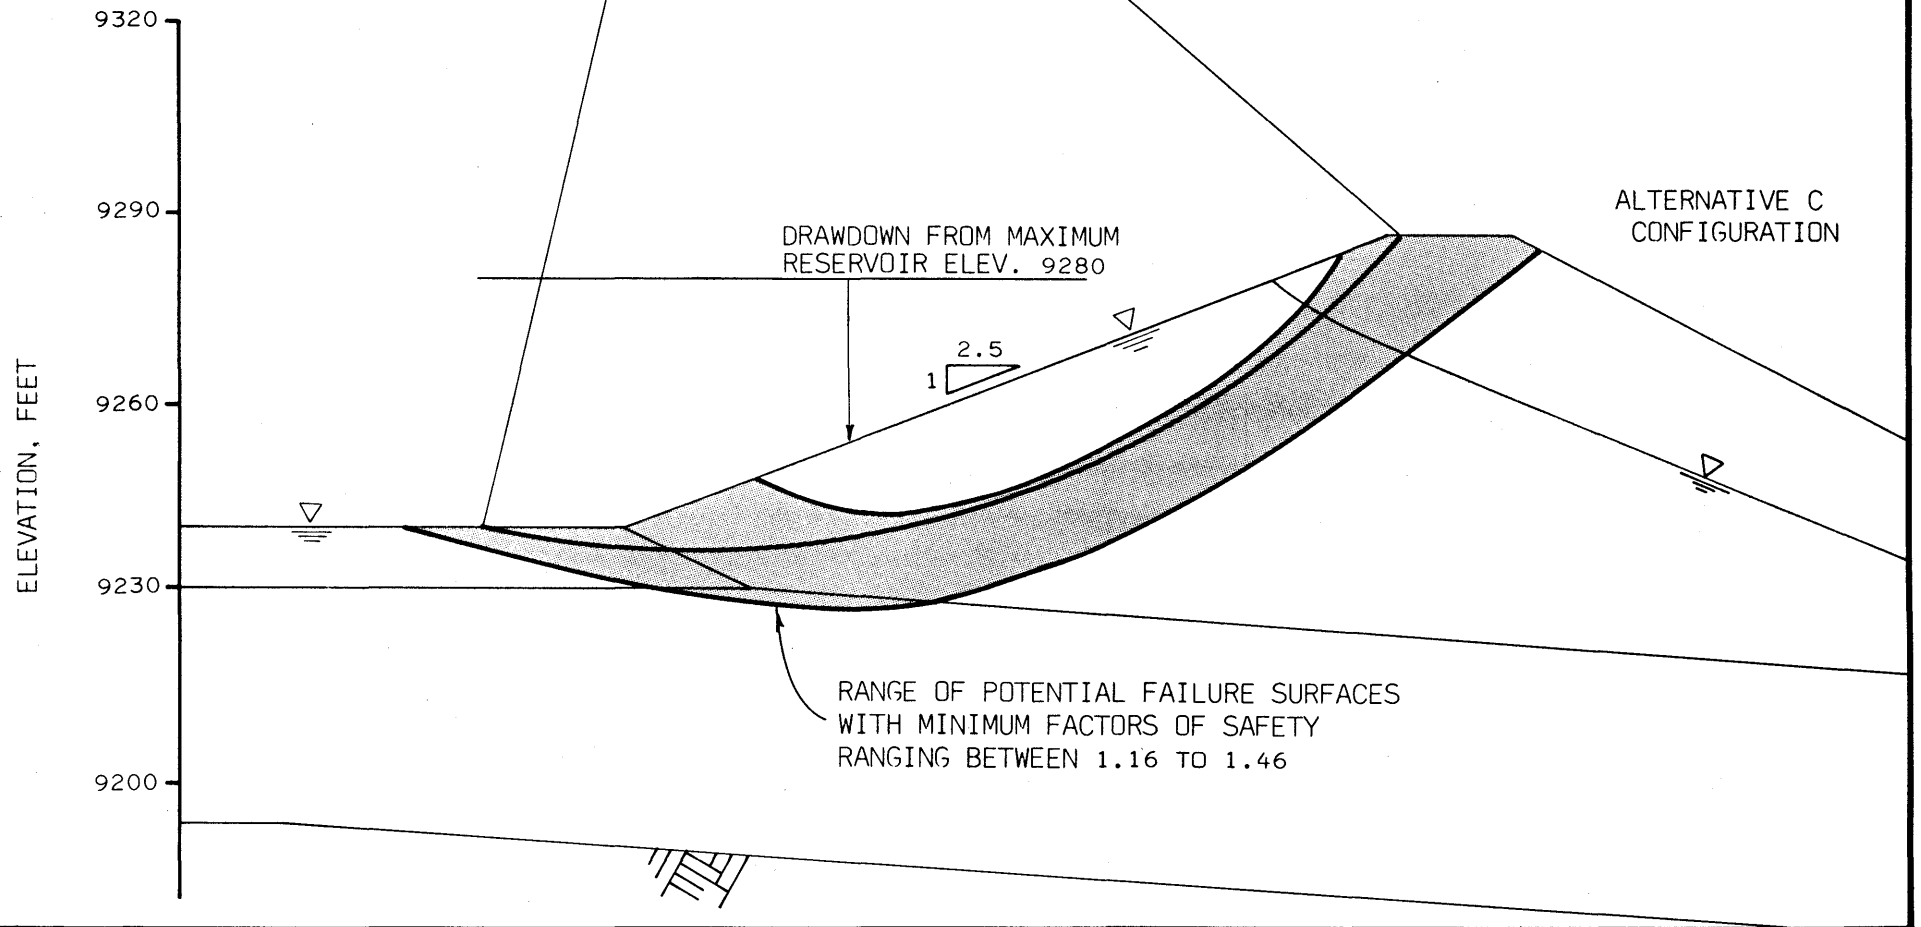 9320
9290
9260
9230
9200
ELEVATION, FEET
DRAWDOWN FROM MAXIMUM
RESERVOIR ELEV. 9280
ALTERNATIVE C
CONFIGURATION
2.5
1
RANGE OF POTENTIAL FAILURE SURFACES
WITH MINIMUM FACTORS OF SAFETY
RANGING BETWEEN 1.16 TO 1.46